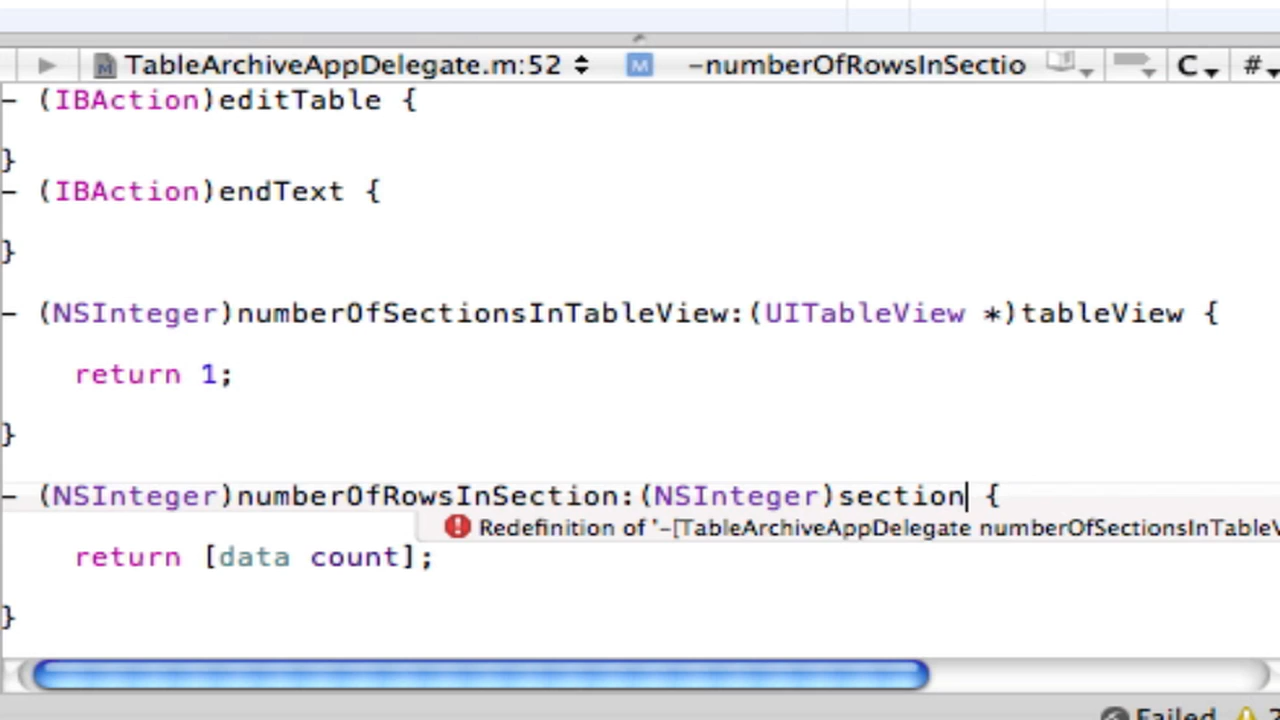 TableArchiveAppDelegate.m:52 M -numberOfRowsInSectio C #
- (IBAction)editTable {
}
- (IBAction)endText {
}
- (NSInteger)numberOfSectionsInTableView:(UITableView *)tableView {
return 1;
}
- (NSInteger)numberOfRowsInSection:(NSInteger)section {
Redefinition of '-[TableArchiveAppDelegate numberOfSectionsInTableV
return [data count];
}
Failed